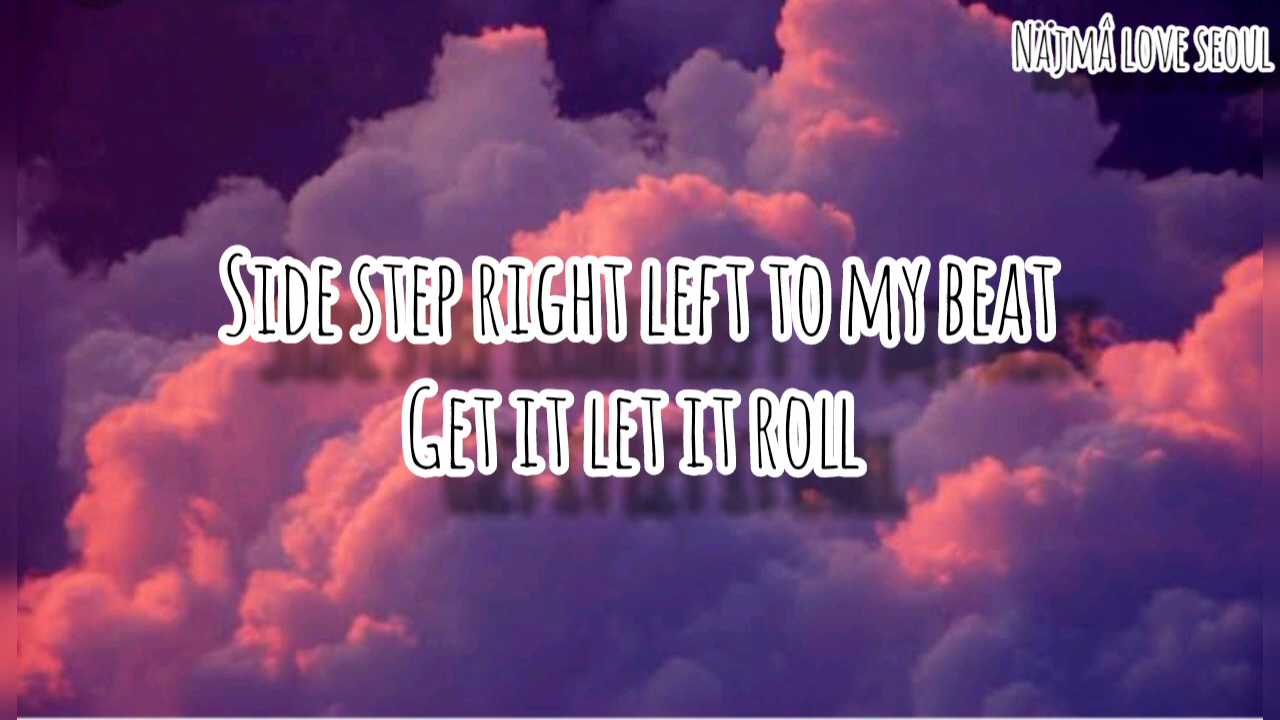 NÄJMÂ LOVE SEOUL
SIDE STEP RIGHT LEFT TO MY BEAT
GET IT LET IT ROLL